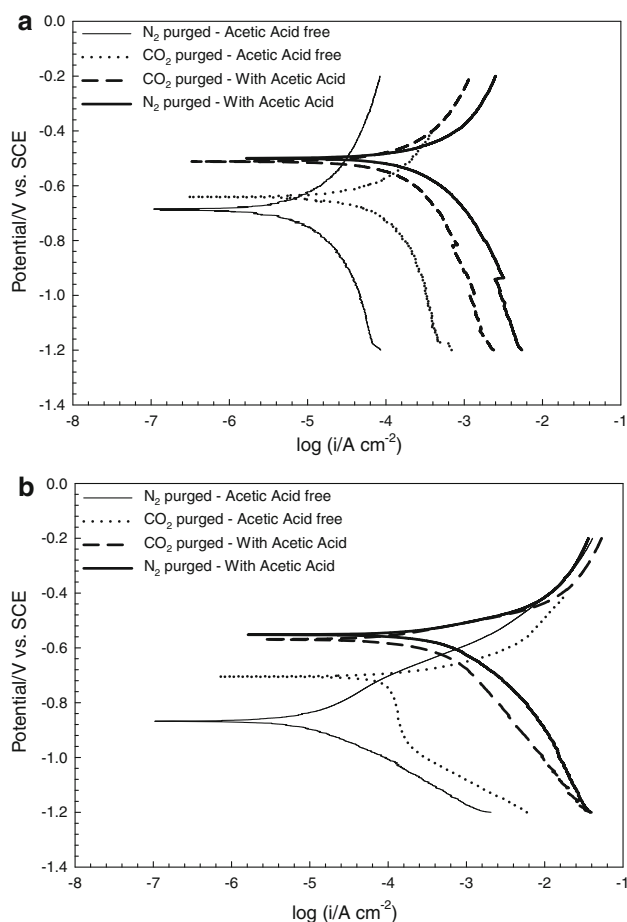 a
N₂ purged - Acetic Acid free
CO₂ purged - Acetic Acid free
CO₂ purged - With Acetic Acid
N₂ purged - With Acetic Acid
0.0
-0.2
-0.4
-0.6
-0.8
-1.0
-1.2
-1.4
Potential/V vs. SCE
-8 -7 -6 -5 -4 -3 -2 -1
log (i/A cm⁻²)
b
N₂ purged - Acetic Acid free
CO₂ purged - Acetic Acid free
CO₂ purged - With Acetic Acid
N₂ purged - With Acetic Acid
0.0
-0.2
-0.4
-0.6
-0.8
-1.0
-1.2
-1.4
Potential/V vs. SCE
-8 -7 -6 -5 -4 -3 -2 -1
log (i/A cm⁻²)